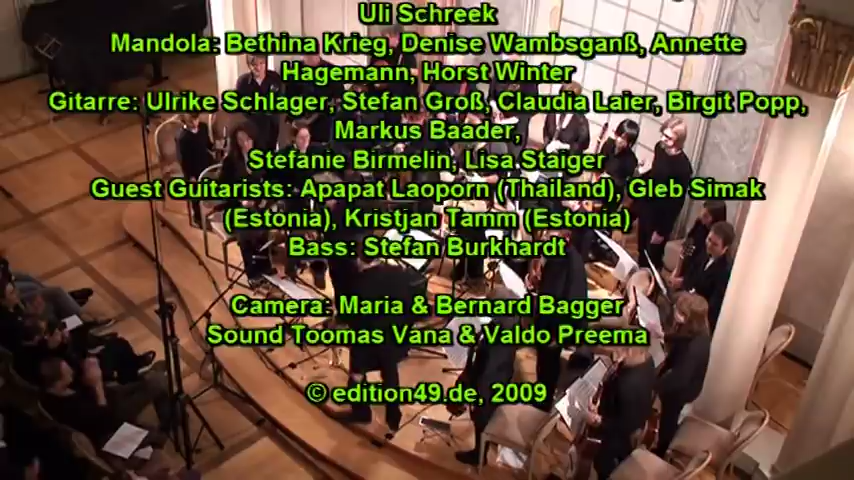 Uli Schreek
Mandola: Bethina Krieg, Denise Wambsganß, Annette
Hagemann, Horst Winter
Gitarre: Ulrike Schlager, Stefan Groß, Claudia Laier, Birgit Popp,
Markus Baader,
Stefanie Birmelin, Lisa Staiger
Guest Guitarists: Apapat Laoporn (Thailand), Gleb Simak
(Estonia), Kristjan Tamm (Estonia)
Bass: Stefan Burkhardt
Camera: Maria & Bernard Bagger
Sound Toomas Vana & Valdo Preema
© edition49.de, 2009